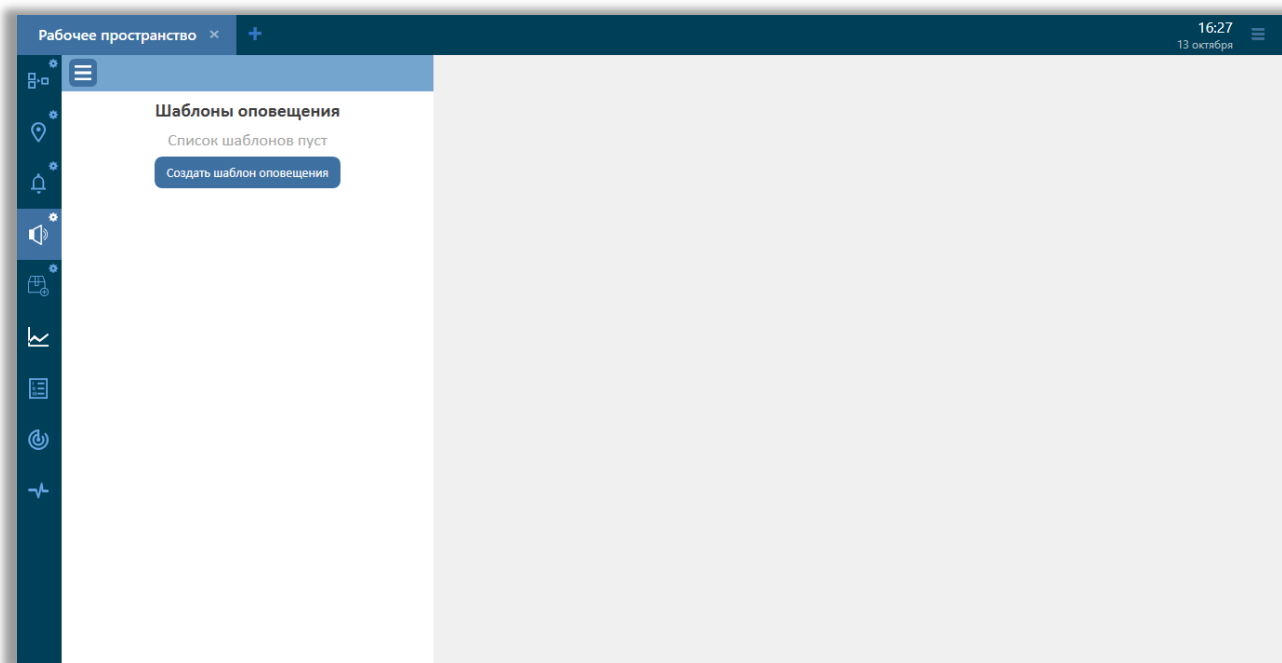 Рабочее пространство
16:27
13 октября
Шаблоны оповещения
Список шаблонов пуст
Создать шаблон оповещения